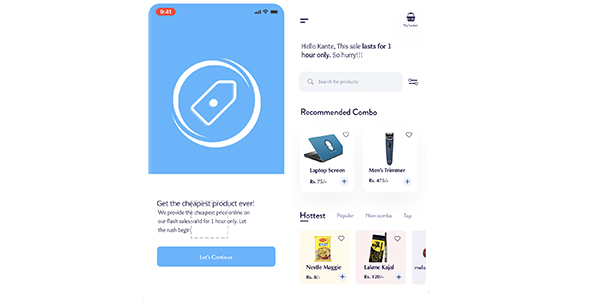 9:41
Get the cheapest product ever!
We provide the cheapest price online on
our flash sales valid for 1 hour only. Let
the rush begin
Let's Continue
My basket
Hello Kante, This sale lasts for 1
hour only. So hurry!!!
Search for products
Recommended Combo
Laptop Screen
Rs. 75/-
+
Men's Trimmer
Rs. 475/-
+
Hottest
Popular
New combo
Top
Nestle Maggie
Rs. 8/-
+
Lakme Kajal
Rs. 120/-
+